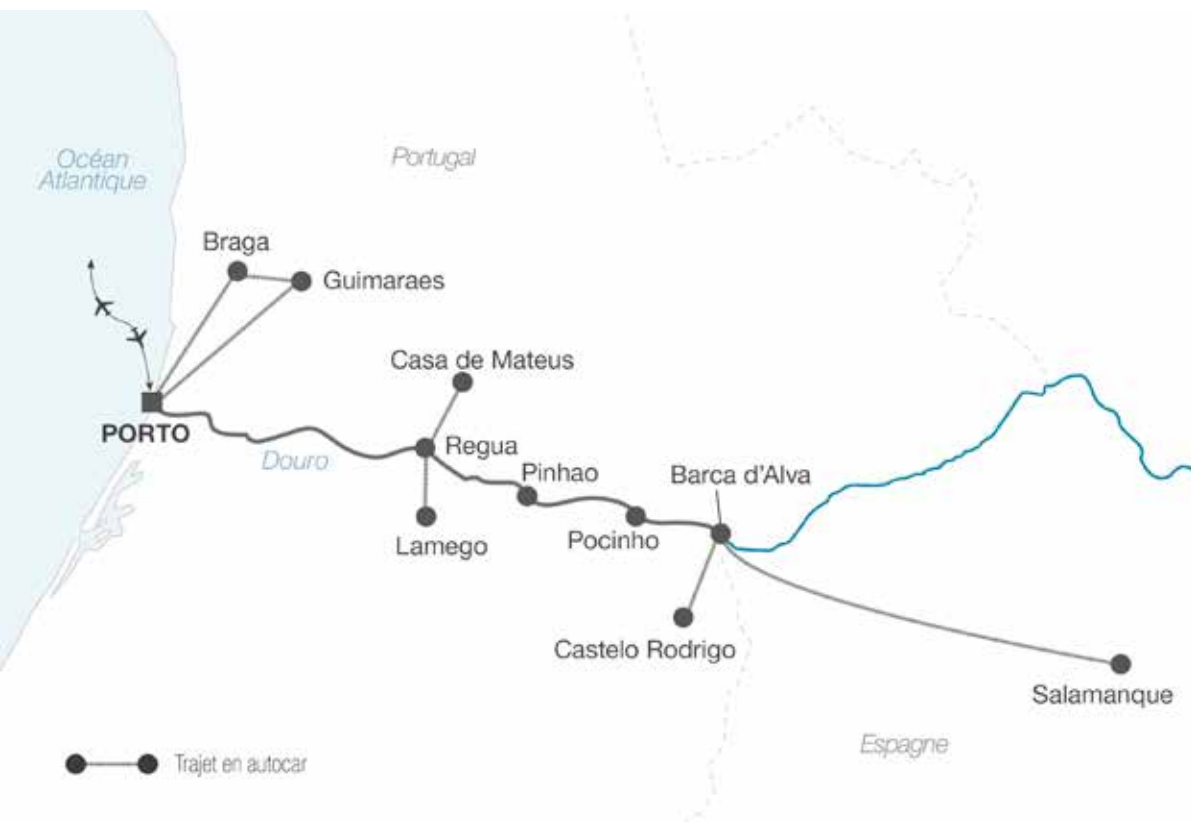 Océan
Atlantique
Portugal
Braga
Guimaraes
Casa de Mateus
PORTO
Regua
Douro
Pinhao
Barca d'Alva
Lamego
Pocinho
Castelo Rodrigo
Salamanque
Espagne
Trajet en autocar